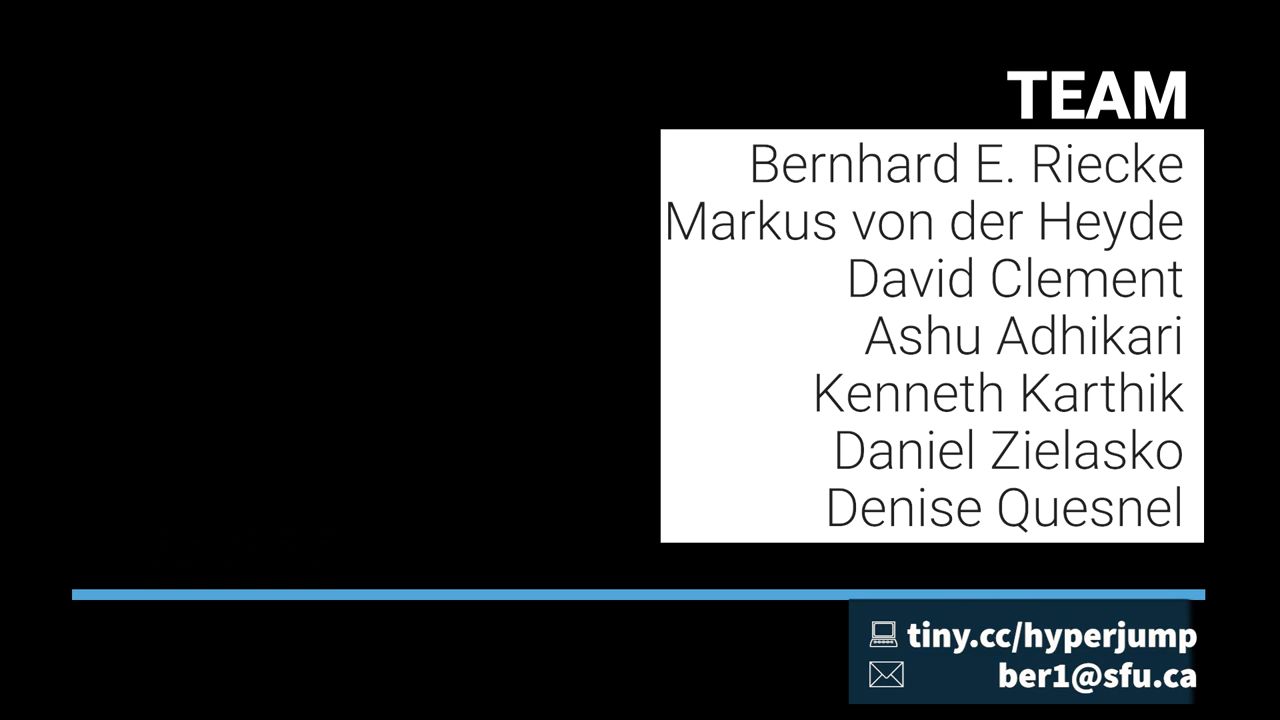 TEAM
Bernhard E. Riecke
Markus von der Heyde
David Clement
Ashu Adhikari
Kenneth Karthik
Daniel Zielasko
Denise Quesnel
tiny.cc/hyperjump
ber1@sfu.ca